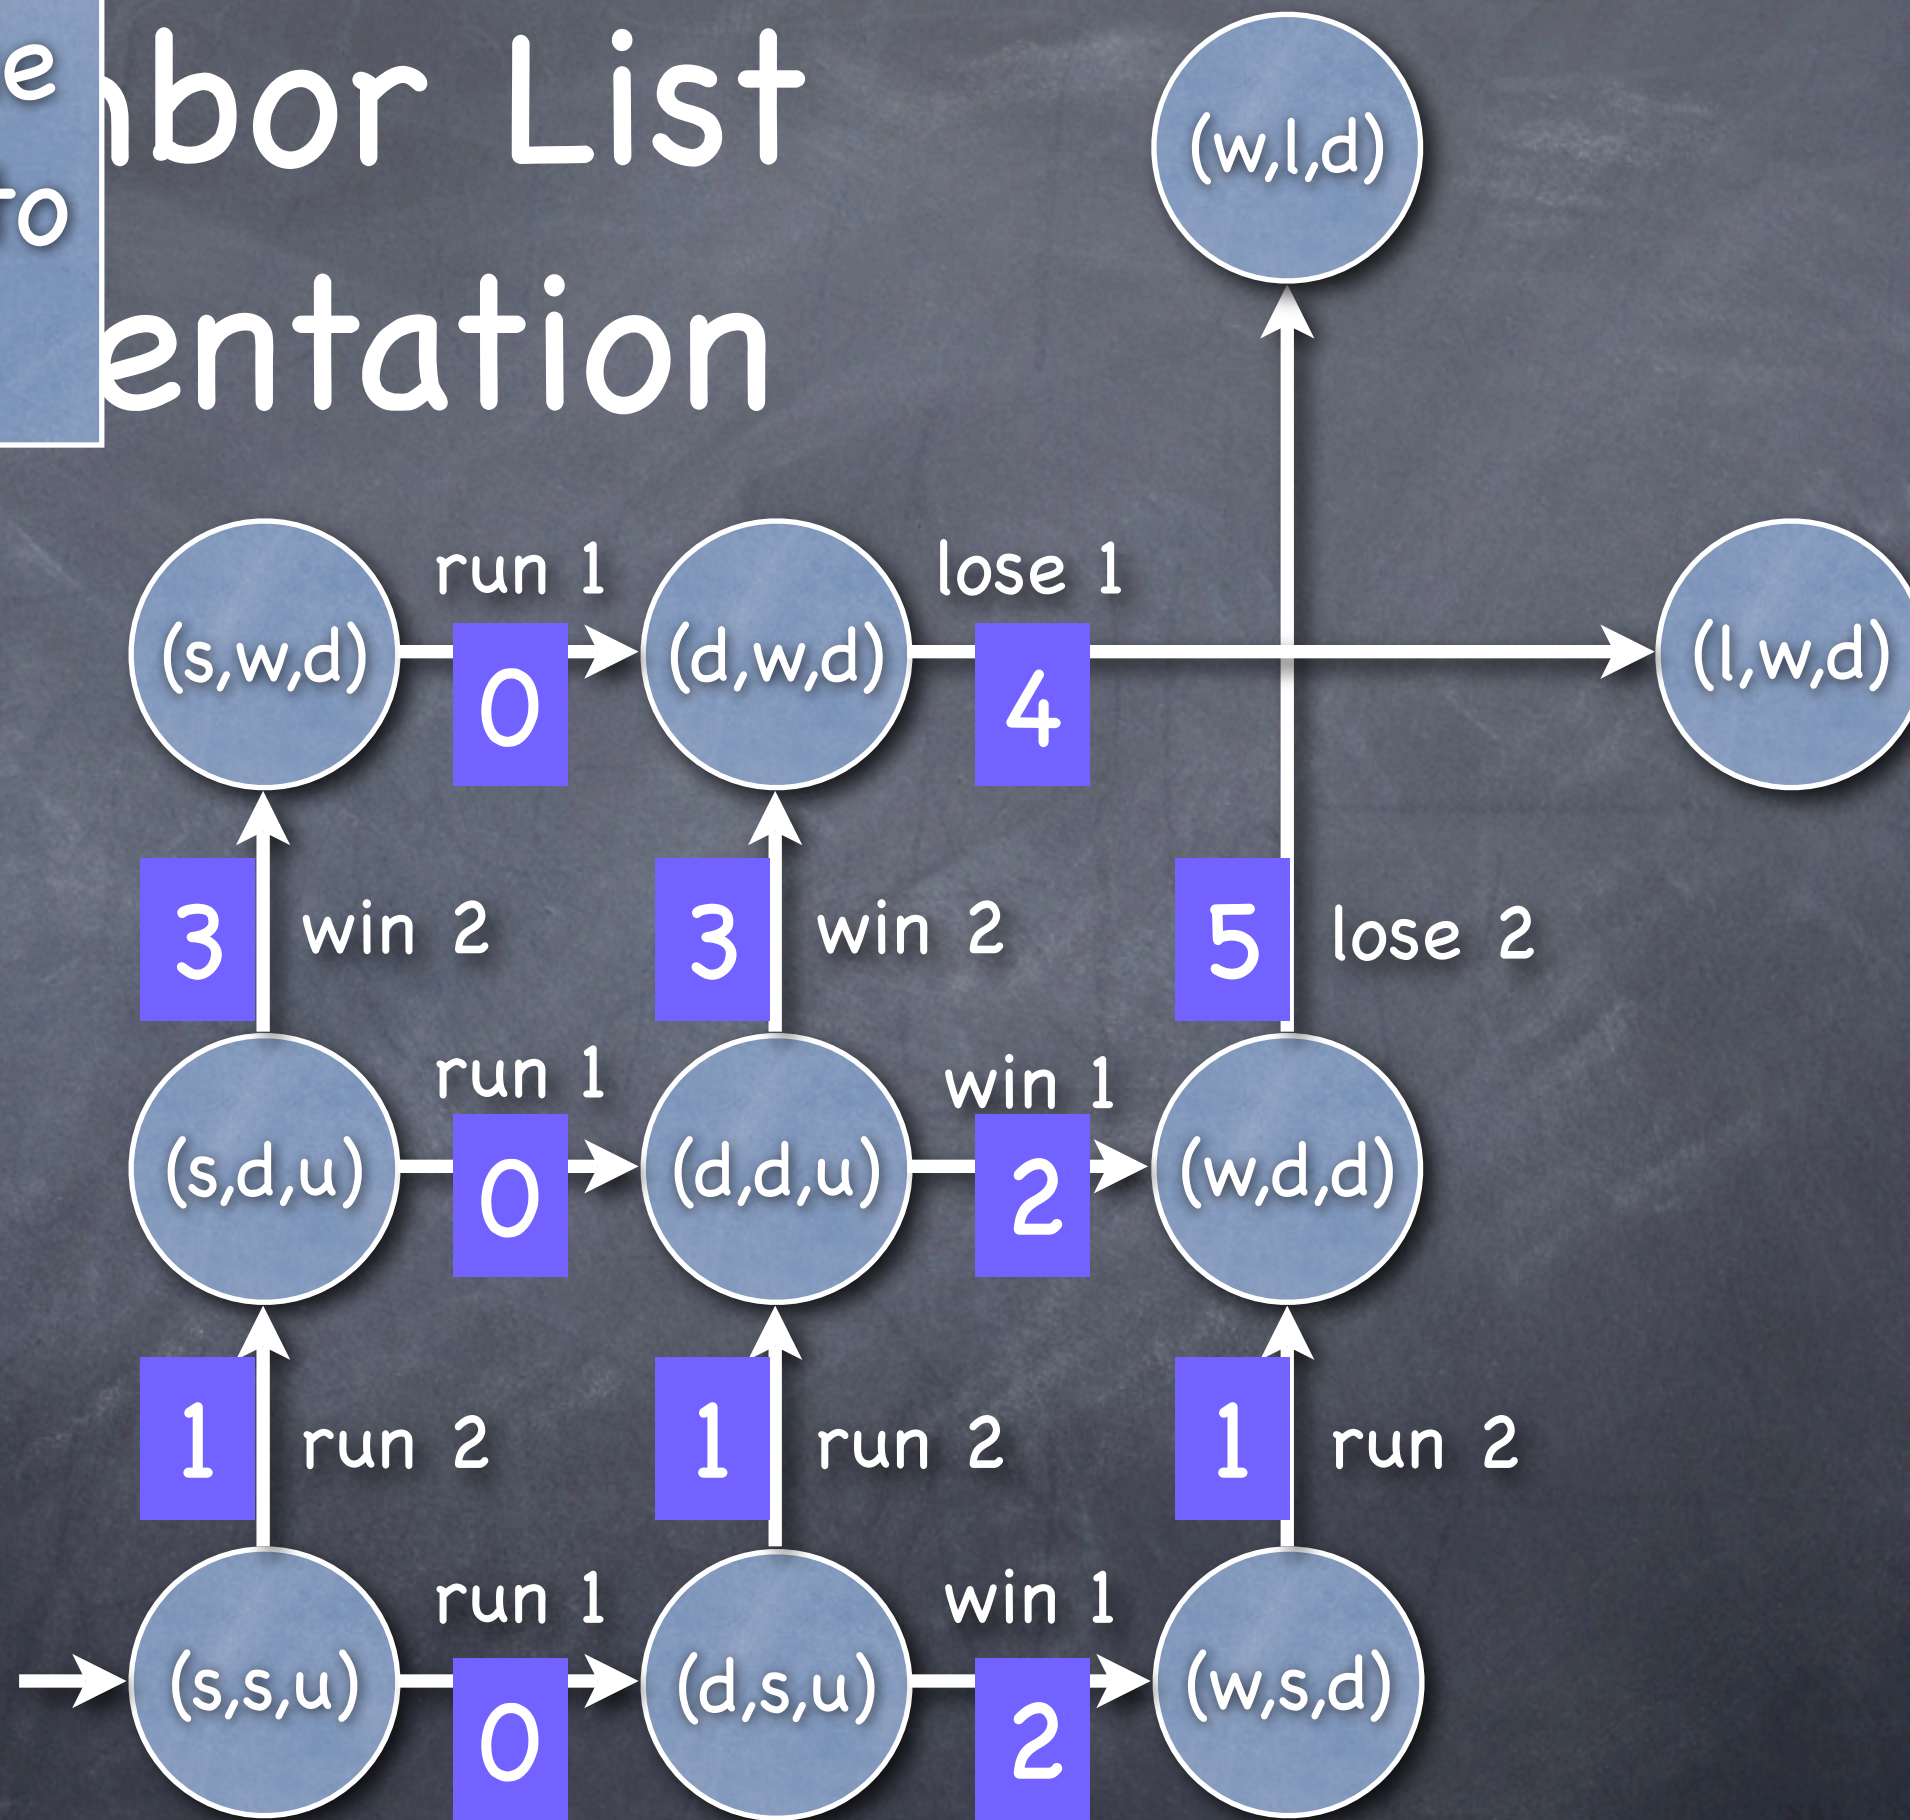 e
to
nbor List
entation
(w,l,d)
run 1
lose 1
(s,w,d)
0
(d,w,d)
4
(l,w,d)
3
win 2
3
win 2
5
lose 2
run 1
win 1
(s,d,u)
0
(d,d,u)
2
(w,d,d)
1
run 2
1
run 2
1
run 2
run 1
win 1
(s,s,u)
0
(d,s,u)
2
(w,s,d)